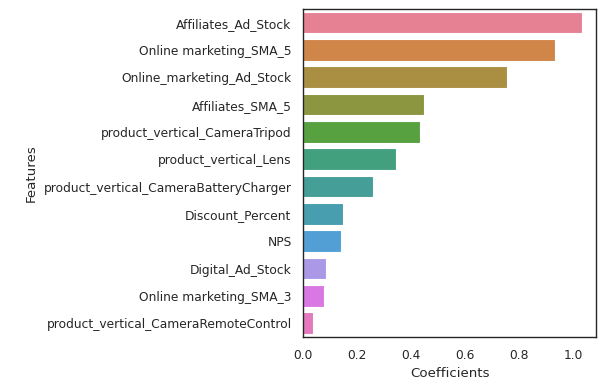 Affiliates_Ad_Stock
Online marketing_SMA_5
Online_marketing_Ad_Stock
Affiliates_SMA_5
product_vertical_CameraTripod
product_vertical_Lens
product_vertical_CameraBatteryCharger
Discount_Percent
NPS
Digital_Ad_Stock
Online marketing_SMA_3
product_vertical_CameraRemoteControl
Features
0.0 0.2 0.4 0.6 0.8 1.0
Coefficients